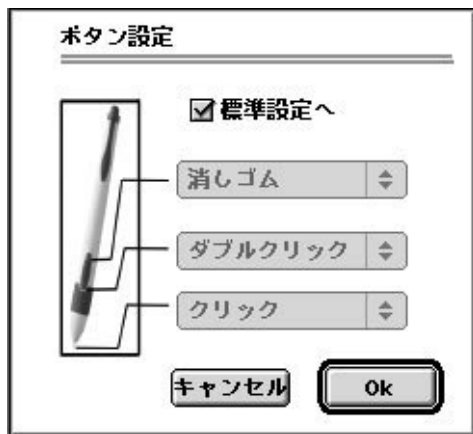 ボタン設定
標準設定へ
消しゴム
ダブルクリック
クリック
キャンセル
Ok